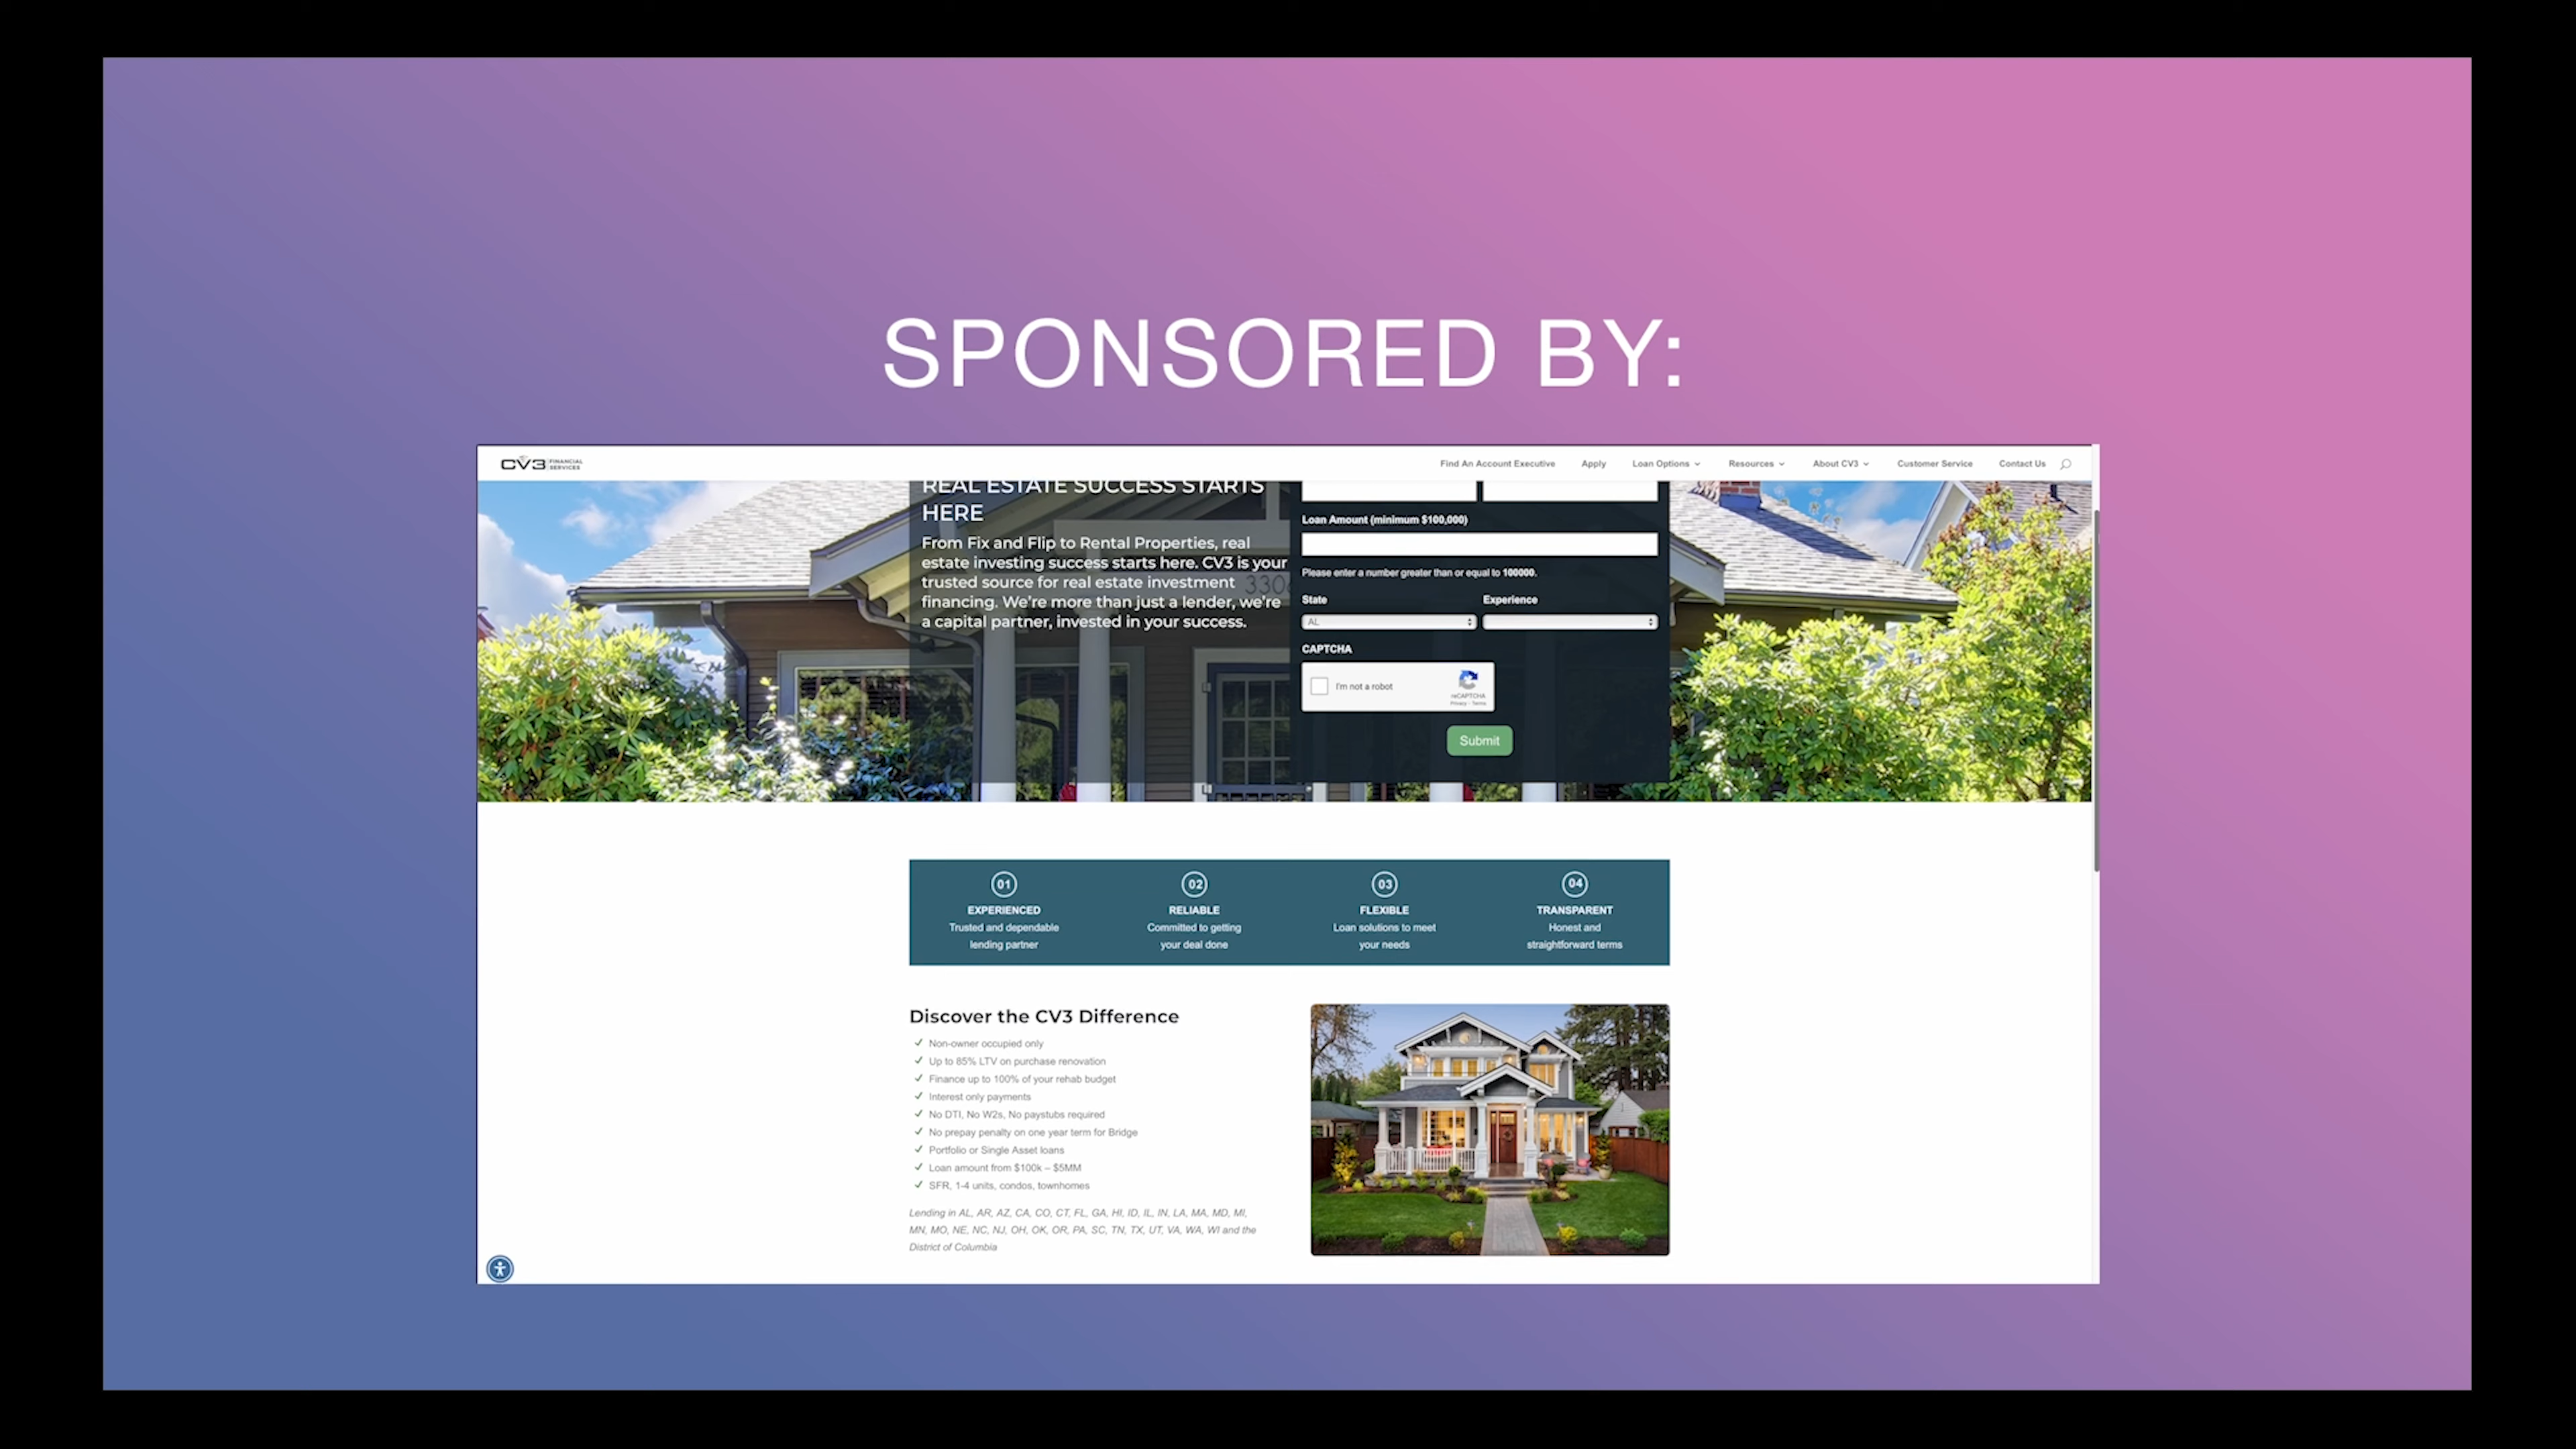 SPONSORED BY:
CV3 FINANCIAL SERVICES
Find An Account Executive
Apply
Loan Options
Resources
About CV3
Customer Service
Contact Us
REAL ESTATE SUCCESS STARTS
HERE
From Fix and Flip to Rental Properties, real
estate investing success starts here. CV3 is your
trusted source for real estate investment
financing. We're more than just a lender, we're
a capital partner, invested in your success.
330
Loan Amount (minimum $100,000)
Please enter a number greater than or equal to 100000.
State
Experience
AL
CAPTCHA
I'm not a robot
reCAPTCHA
Privacy - Terms
Submit
01
EXPERIENCED
Trusted and dependable
lending partner
02
RELIABLE
Committed to getting
your deal done
03
FLEXIBLE
Loan solutions to meet
your needs
04
TRANSPARENT
Honest and
straightforward terms
Discover the CV3 Difference
Non-owner occupied only
Up to 85% LTV on purchase renovation
Finance up to 100% of your rehab budget
Interest only payments
No DTI, No W2s, No paystubs required
No prepay penalty on one year term for Bridge
Portfolio or Single Asset loans
Loan amount from $100k – $5MM
SFR, 1-4 units, condos, townhomes
Lending in AL, AR, AZ, CA, CO, CT, FL, GA, HI, ID, IL, IN, LA, MA, MD, MI,
MN, MO, NE, NC, NJ, OH, OK, OR, PA, SC, TN, TX, UT, VA, WA, WI and the
District of Columbia